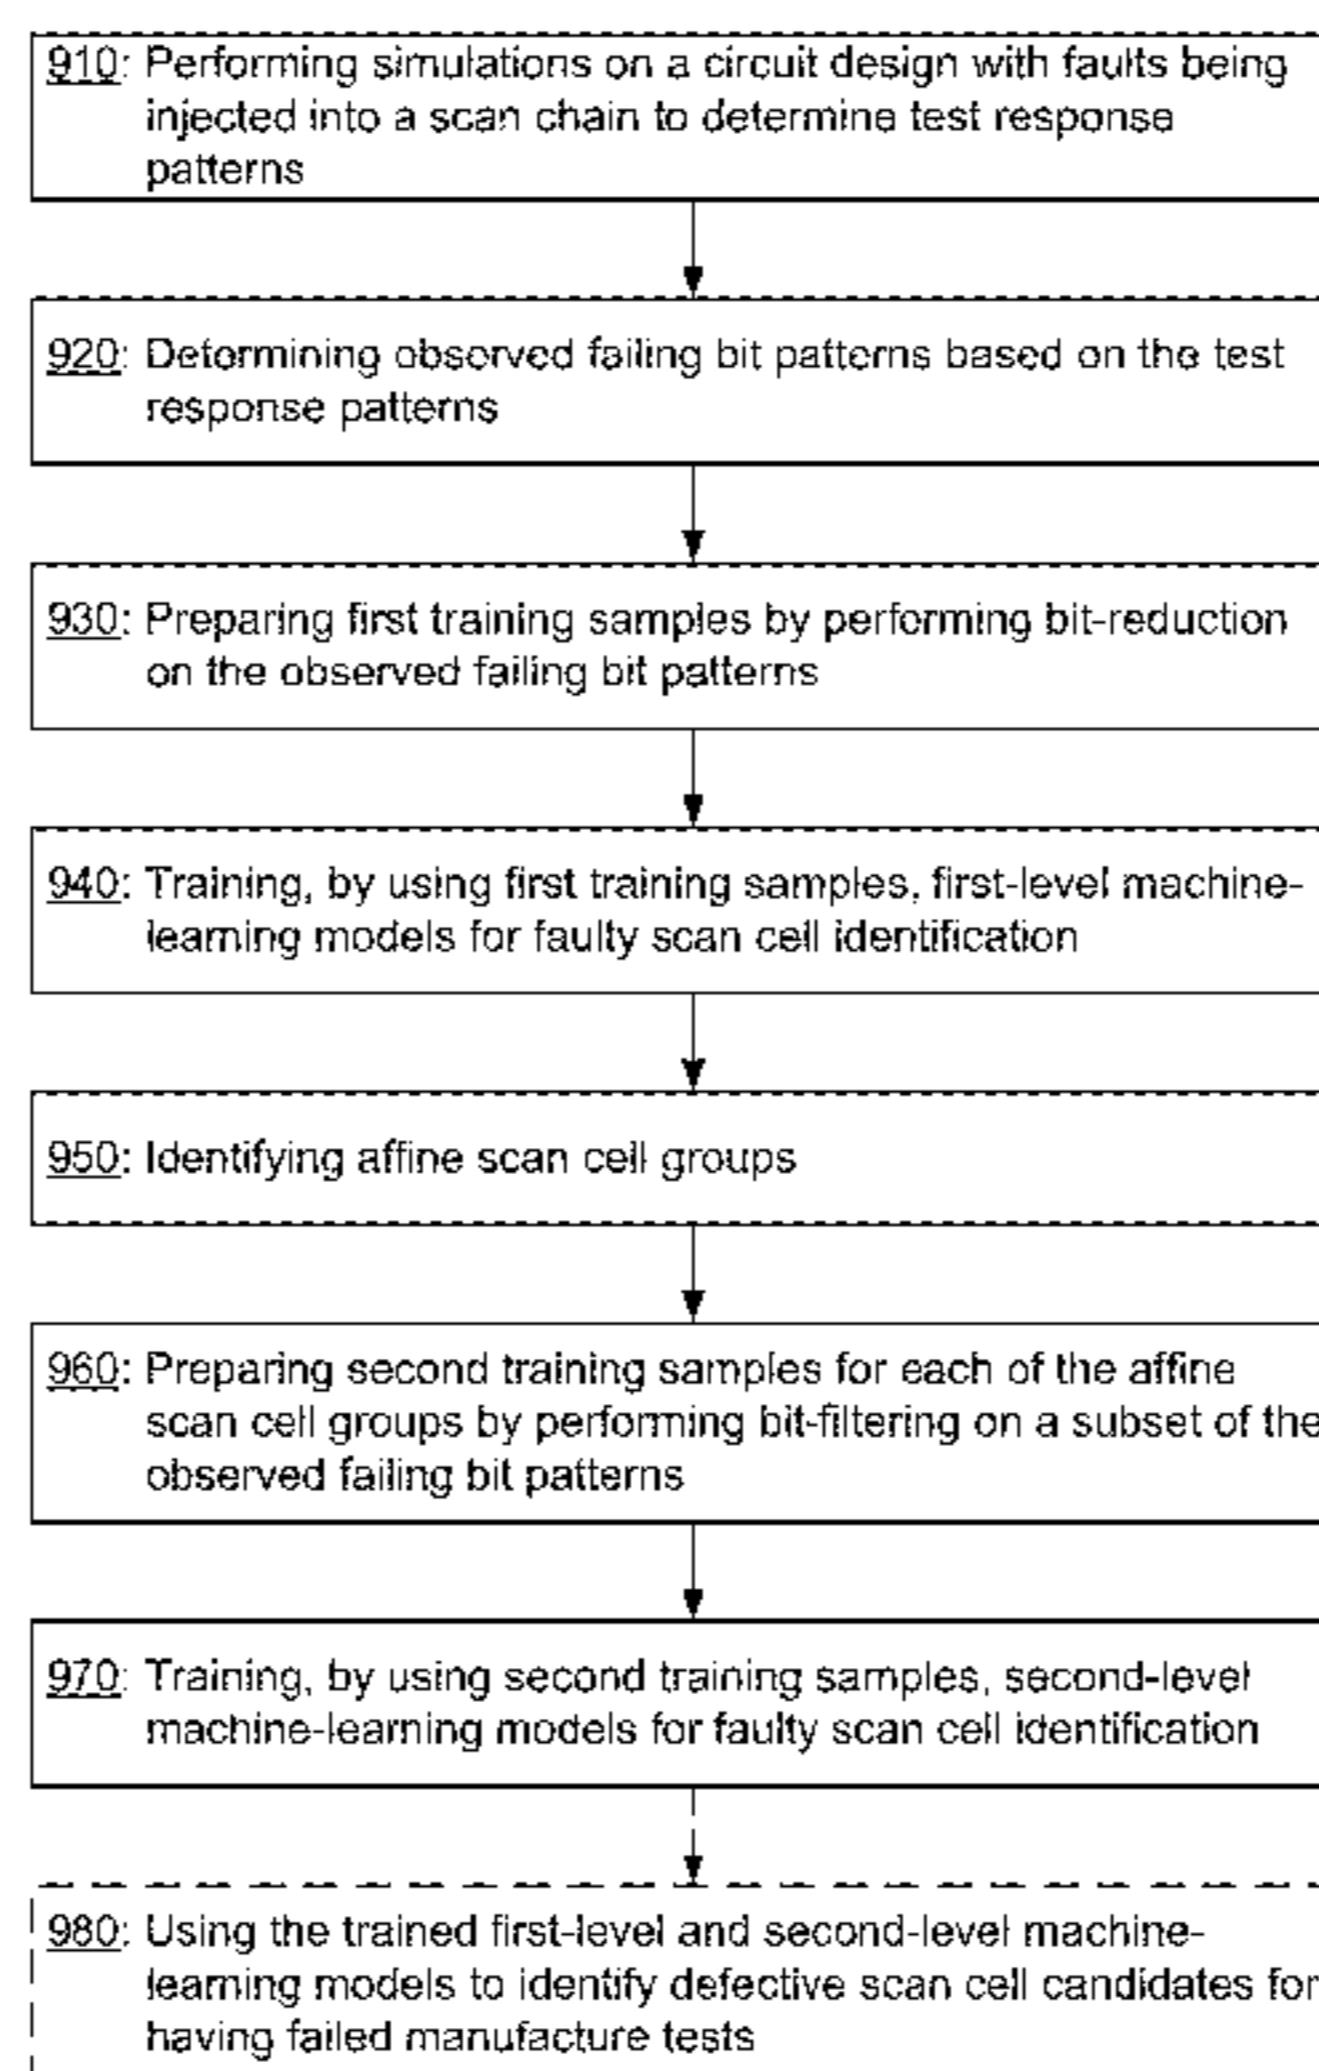 910: Performing simulations on a circuit design with faults being
injected into a scan chain to determine test response
patterns
920: Determining observed failing bit patterns based on the test
response patterns
930: Preparing first training samples by performing bit-reduction
on the observed failing bit patterns
940: Training, by using first training samples, first-level machine-
learning models for faulty scan cell identification
950: Identifying affine scan cell groups
960: Preparing second training samples for each of the affine
scan cell groups by performing bit-filtering on a subset of the
observed failing bit patterns
970: Training, by using second training samples, second-level
machine-learning models for faulty scan cell identification
980: Using the trained first-level and second-level machine-
learning models to identify defective scan cell candidates for
having failed manufacture tests